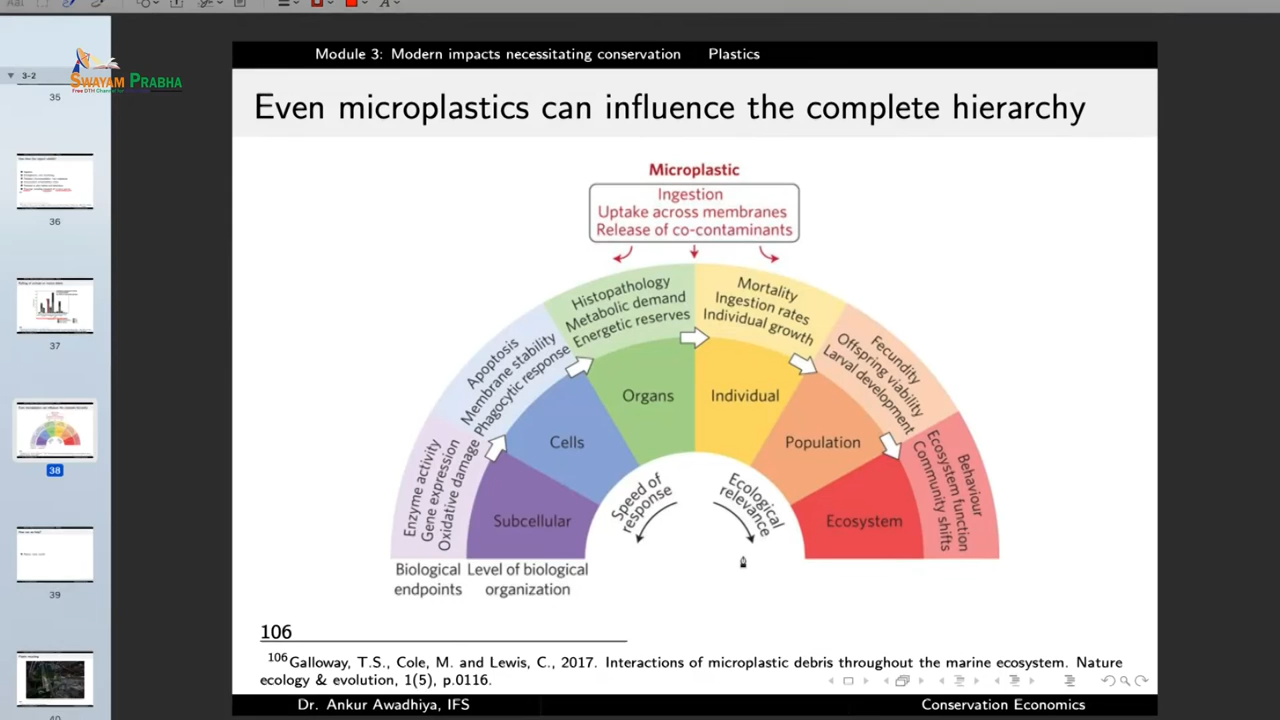 3-2
SWAYAM PRABHA
35
36
37
38
39
Module 3: Modern impacts necessitating conservation Plastics
Even microplastics can influence the complete hierarchy
Microplastic
Ingestion
Uptake across membranes
Release of co-contaminants
Enzyme activity
Gene expression
Oxidative damage
Apoptosis
Membrane stability
Phagocytic response
Histopathology
Metabolic demand
Energetic reserves
Mortality
Ingestion rates
Individual growth
Fecundity
Offspring viability
Larval development
Behaviour
Ecosystem function
Community shifts
Subcellular
Cells
Organs
Individual
Population
Ecosystem
Speed of
response
Ecological
relevance
Biological
endpoints
Level of biological
organization
106
106 Galloway, T.S., Cole, M. and Lewis, C., 2017. Interactions of microplastic debris throughout the marine ecosystem. Nature
ecology & evolution, 1(5), p.0116.
Dr. Ankur Awadhiya, IFS Conservation Economics